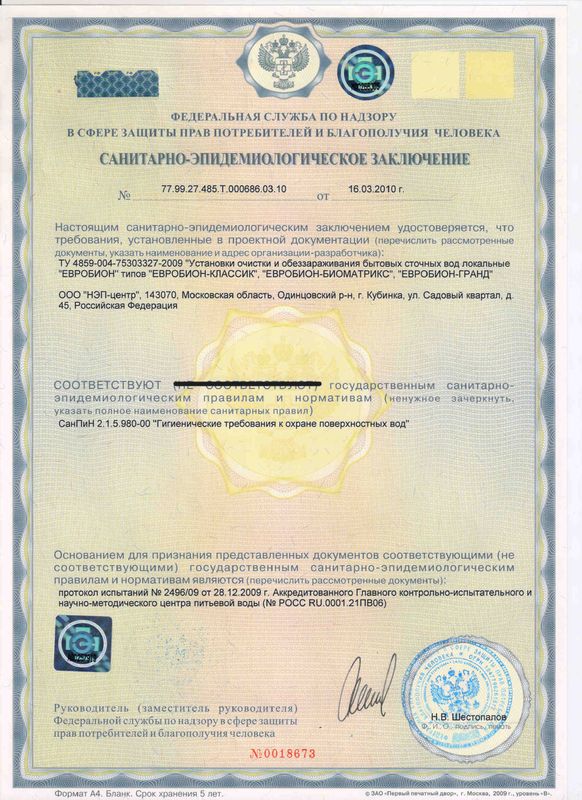 ФЕДЕРАЛЬНАЯ СЛУЖБА ПО НАДЗОРУ
В СФЕРЕ ЗАЩИТЫ ПРАВ ПОТРЕБИТЕЛЕЙ И БЛАГОПОЛУЧИЯ ЧЕЛОВЕКА
САНИТАРНО-ЭПИДЕМИОЛОГИЧЕСКОЕ ЗАКЛЮЧЕНИЕ
№ 77.99.27.485.Т.000686.03.10 от 16.03.2010 г.
Настоящим санитарно-эпидемиологическим заключением удостоверяется, что
требования, установленные в проектной документации (перечислить рассмотренные
документы, указать наименование и адрес организации-разработчика):
ТУ 4859-004-75303327-2009 "Установки очистки и обеззараживания бытовых сточных вод локальные
"ЕВРОБИОН" типов "ЕВРОБИОН-КЛАССИК", "ЕВРОБИОН-БИОМАТРИКС", "ЕВРОБИОН-ГРАНД"
ООО "НЭП-центр", 143070, Московская область, Одинцовский р-н, г. Кубинка, ул. Садовый квартал, д.
45, Российская Федерация
СООТВЕТСТВУЮТ (НЕ СООТВЕТСТВУЮТ) государственным санитарно-
эпидемиологическим правилам и нормативам (ненужное зачеркнуть,
указать полное наименование санитарных правил)
СанПиН 2.1.5.980-00 "Гигиенические требования к охране поверхностных вод"
Основанием для признания представленных документов соответствующими (не
соответствующими) государственным санитарно-эпидемиологическим
правилам и нормативам являются (перечислить рассмотренные документы):
протокол испытаний № 2496/09 от 28.12.2009 г. Аккредитованного Главного контрольно-испытательного и
научно-методического центра питьевой воды (№ РОСС RU.0001.21ПВ06)
Руководитель (заместитель руководителя)
Федеральной службы по надзору в сфере защиты
прав потребителей и благополучия человека
Н.В. Шестопалов
Ф. И. О., подпись, печать
№0018673
Формат А4. Бланк. Срок хранения 5 лет.
© ЗАО «Первый печатный двор», г. Москва, 2009 г., уровень «В».